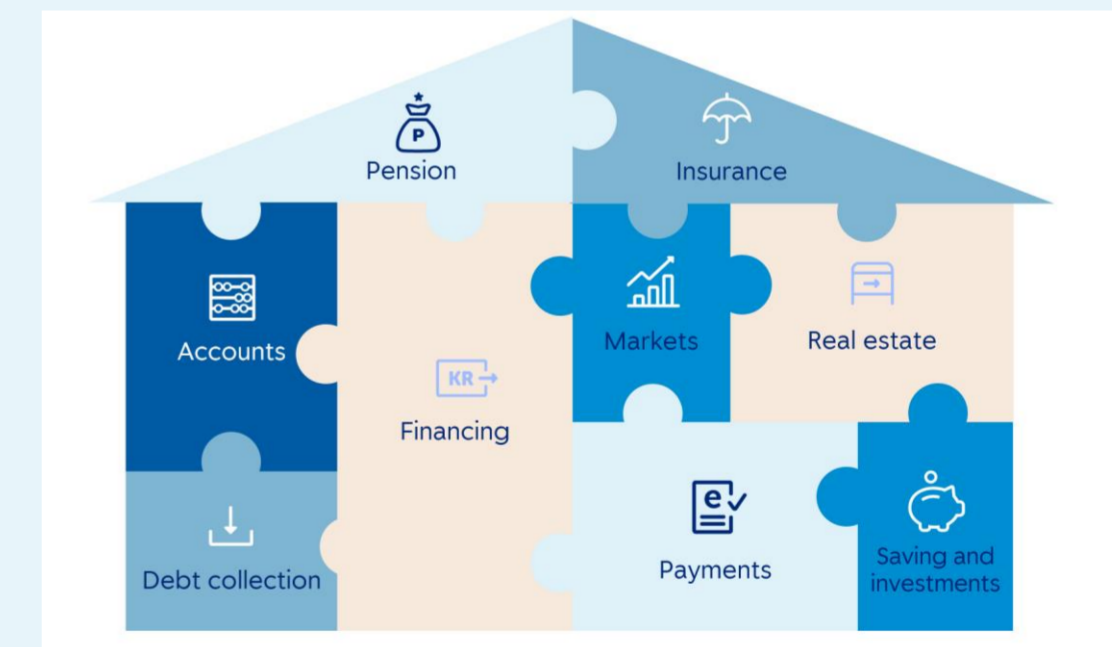 P
Pension
Insurance
Accounts
Markets
Real estate
KR
Financing
e
Debt collection
Payments
Saving and
investments